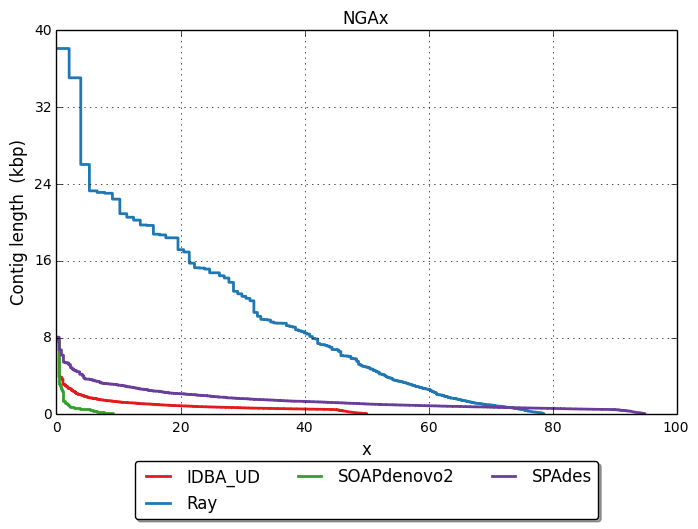 NGAx
40
32
24
16
8
0
Contig length (kbp)
0 20 40 60 80 100
x
IDBA_UD SOAPdenovo2 SPAdes
Ray